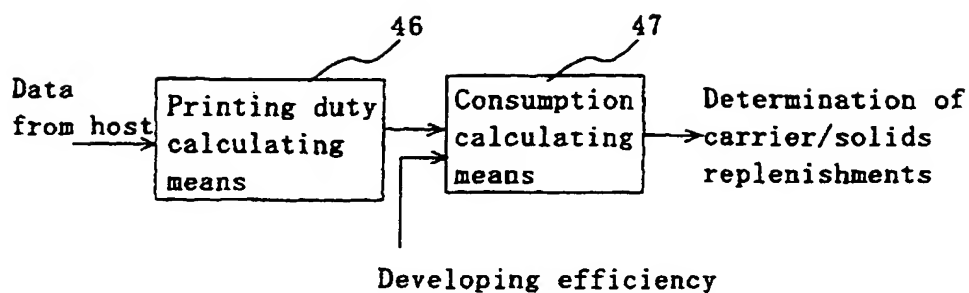 46
47
Data
from host
Printing duty
calculating
means
Consumption
calculating
means
Determination of
carrier/solids
replenishments
Developing efficiency